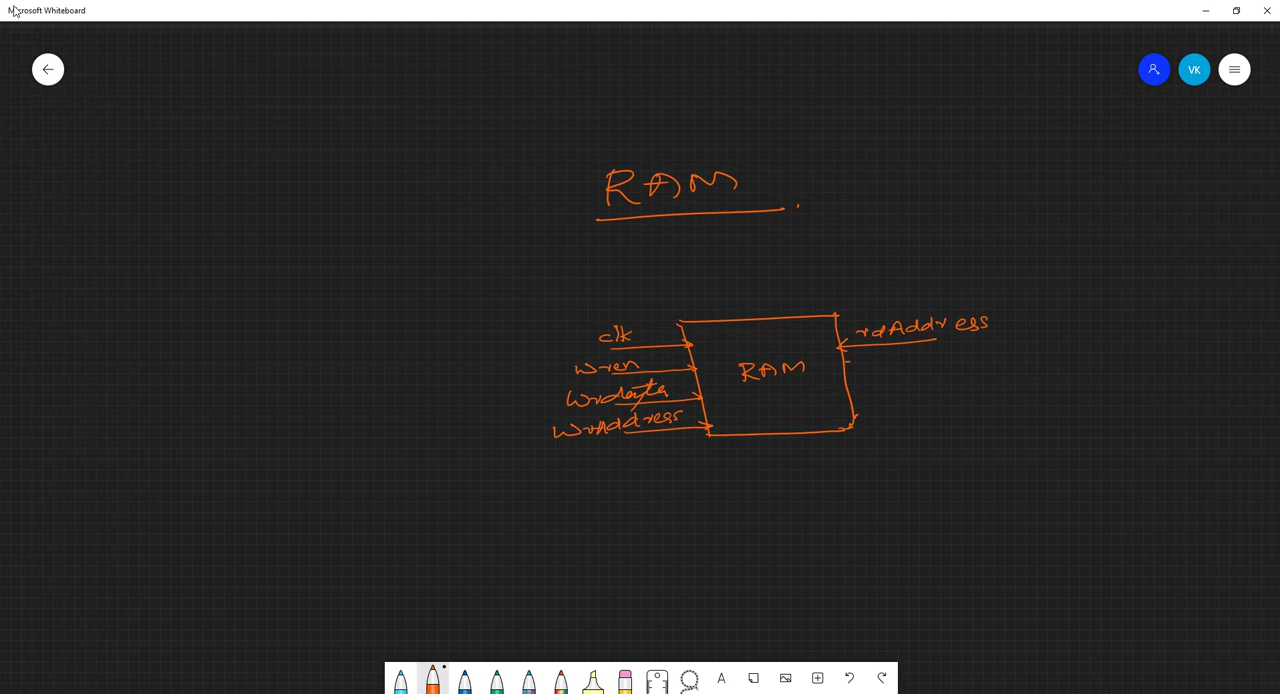 Microsoft Whiteboard
VK
RAM
clk
wren
wrdata
wrAddress
RAM
rdAddress
A